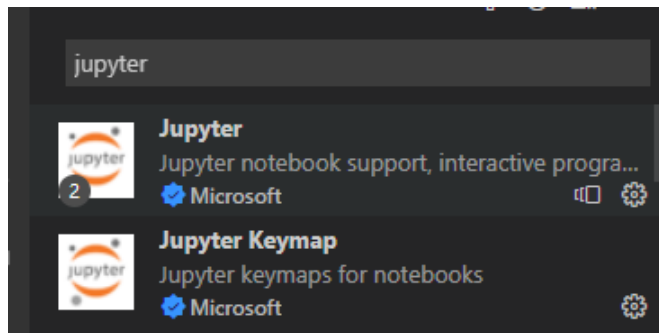 jupyter
Jupyter
Jupyter notebook support, interactive progra...
jupyter
2
Microsoft
Jupyter Keymap
Jupyter keymaps for notebooks
jupyter
Microsoft